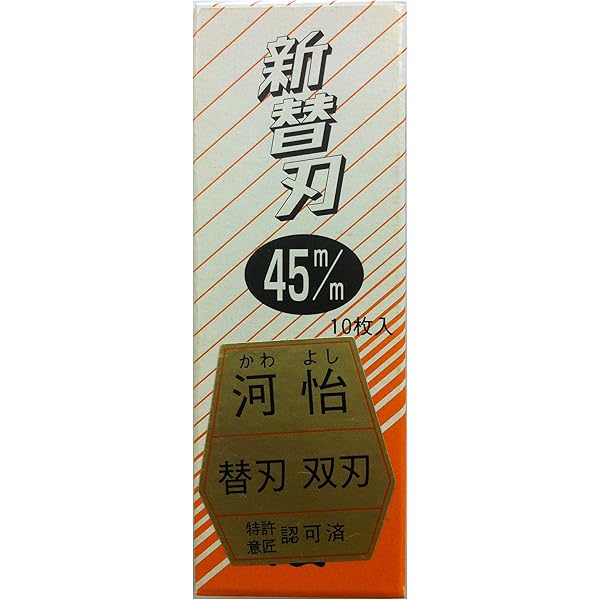 新替刃
45m/m
10枚入
かわ よし
河 怡
替刃 双刃
特許
意匠 認可済